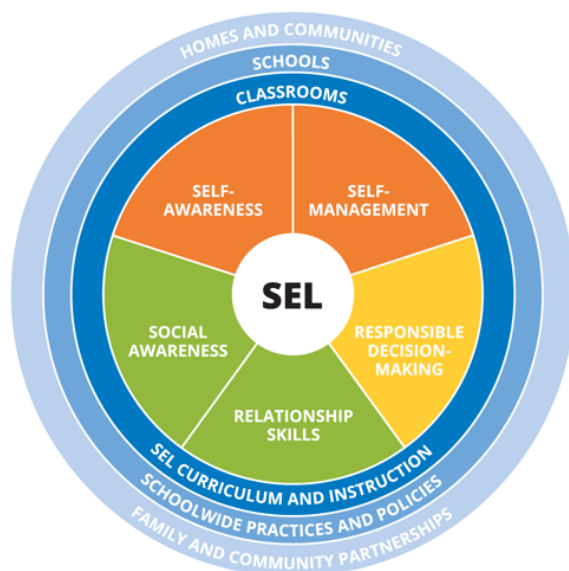 HOMES AND COMMUNITIES
SCHOOLS
CLASSROOMS
SELF-
AWARENESS
SELF-
MANAGEMENT
SEL
SOCIAL
AWARENESS
RESPONSIBLE
DECISION-
MAKING
RELATIONSHIP
SKILLS
SEL CURRICULUM AND INSTRUCTION
SCHOOLWIDE PRACTICES AND POLICIES
FAMILY AND COMMUNITY PARTNERSHIPS